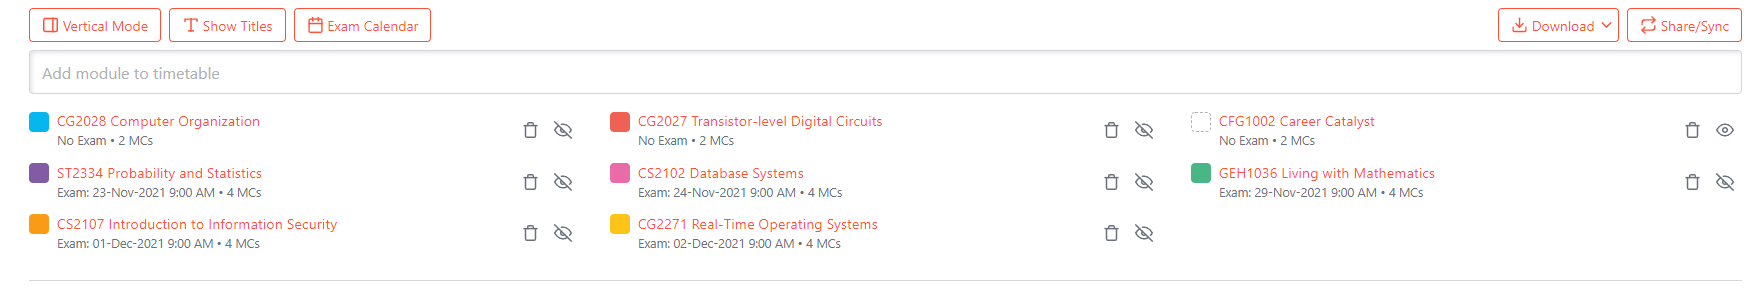 Vertical Mode
Show Titles
Exam Calendar
Download
Share/Sync
Add module to timetable
CG2028 Computer Organization
No Exam • 2 MCs
CG2027 Transistor-level Digital Circuits
No Exam • 2 MCs
CFG1002 Career Catalyst
No Exam • 2 MCs
ST2334 Probability and Statistics
Exam: 23-Nov-2021 9:00 AM • 4 MCs
CS2102 Database Systems
Exam: 24-Nov-2021 9:00 AM • 4 MCs
GEH1036 Living with Mathematics
Exam: 29-Nov-2021 9:00 AM • 4 MCs
CS2107 Introduction to Information Security
Exam: 01-Dec-2021 9:00 AM • 4 MCs
CG2271 Real-Time Operating Systems
Exam: 02-Dec-2021 9:00 AM • 4 MCs